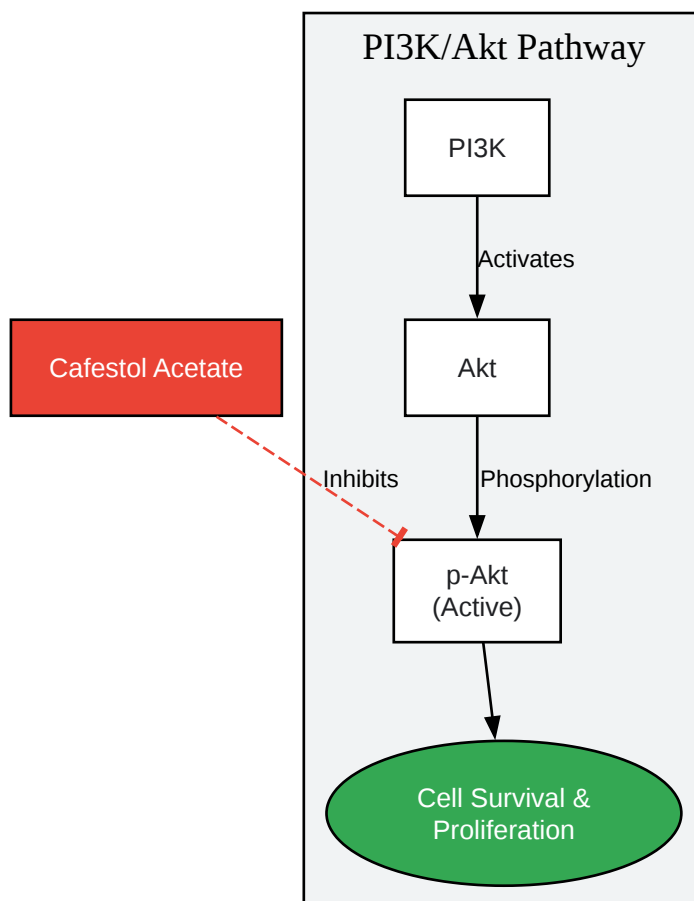 PI3K/Akt Pathway
PI3K
Activates
Cafestol Acetate
Akt
Inhibits
Phosphorylation
p-Akt
(Active)
Cell Survival &
Proliferation